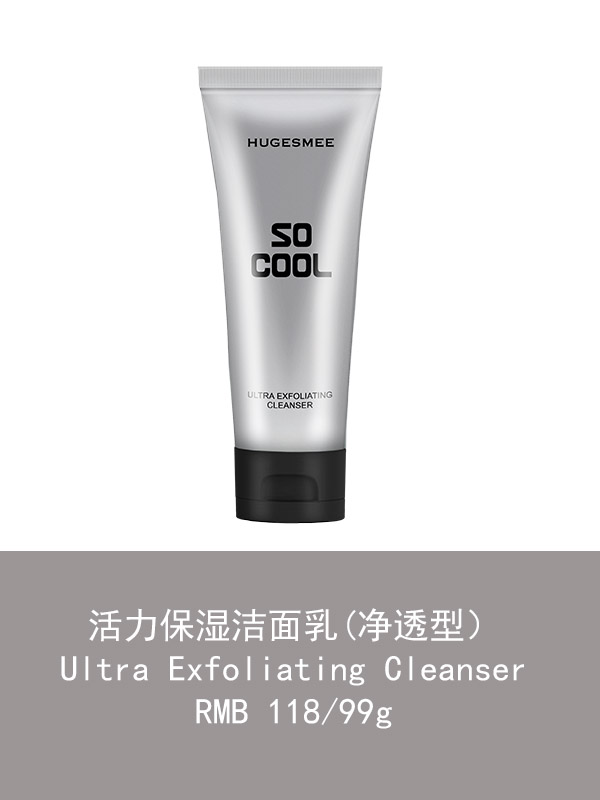 HUGESMEE
SO
COOL
ULTRA EXFOLIATING
CLEANSER
活力保湿洁面乳(净透型)
Ultra Exfoliating Cleanser
RMB 118/99g